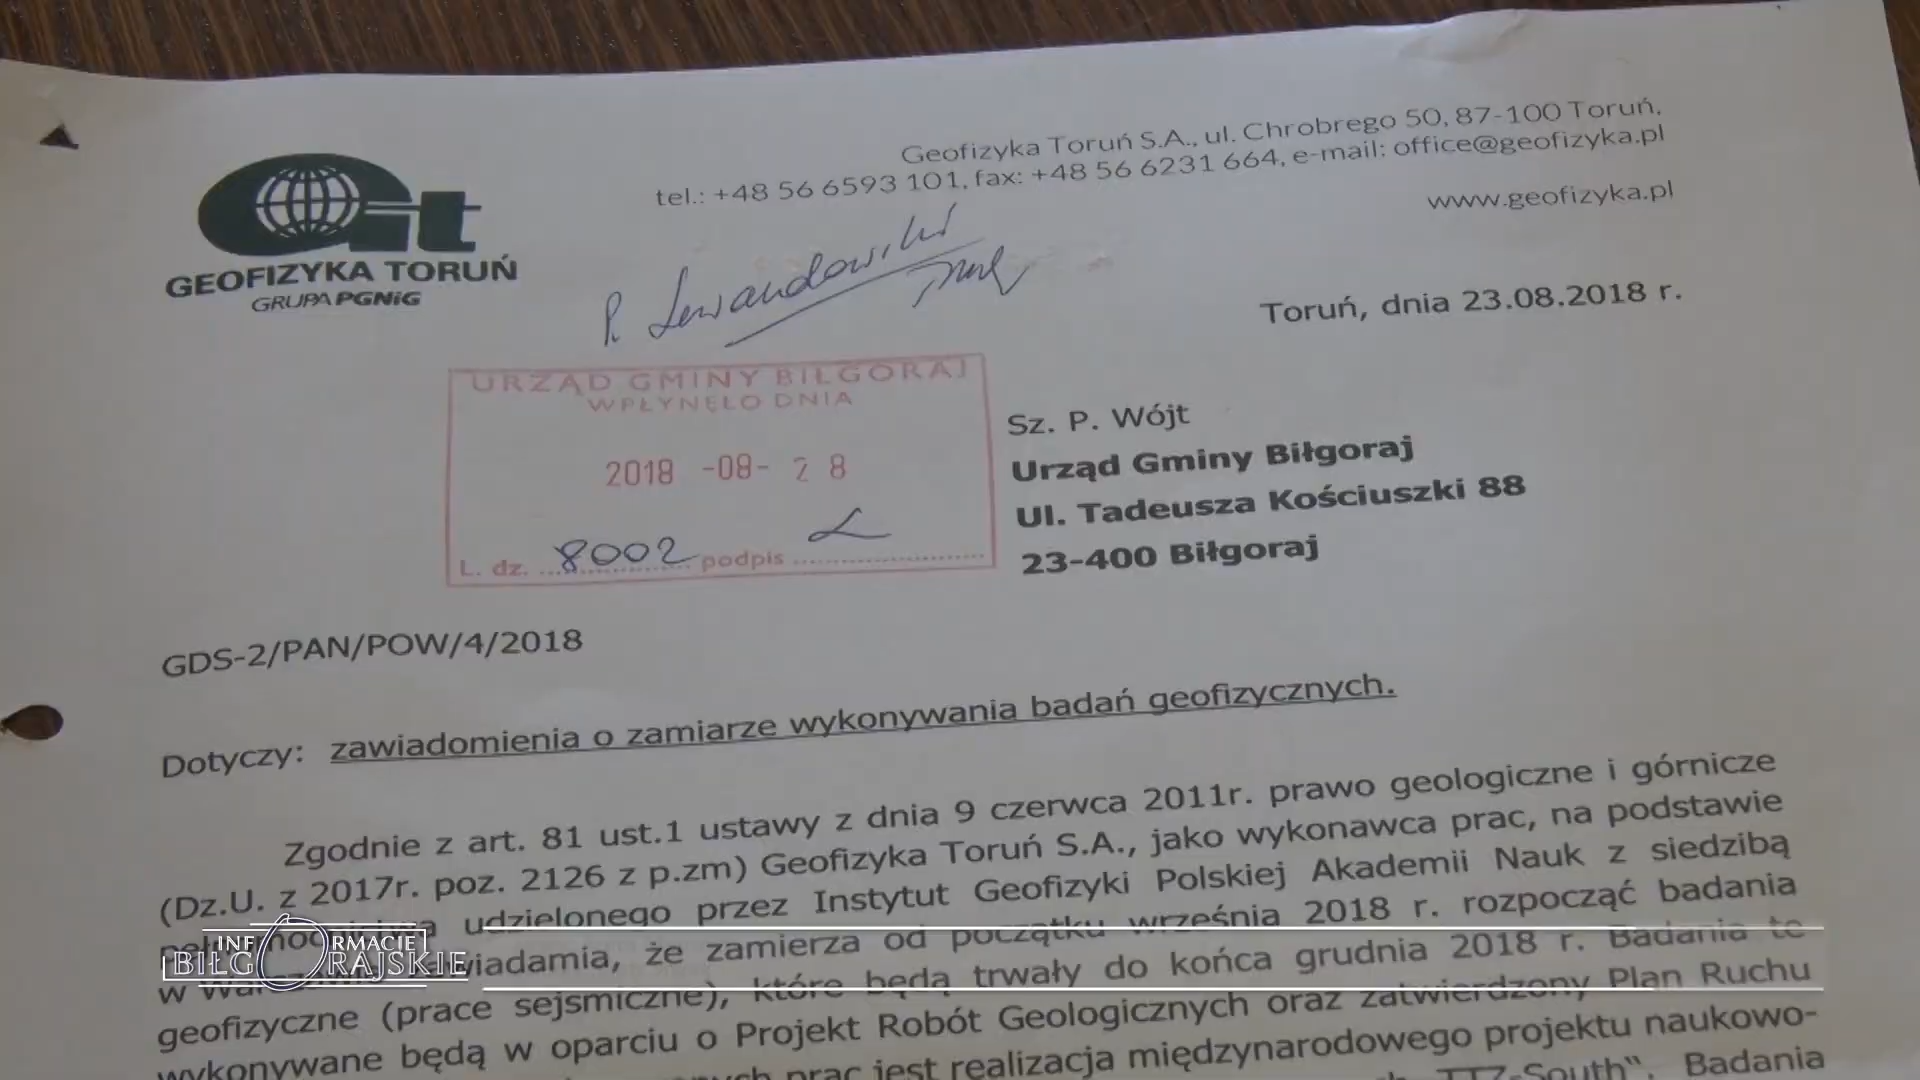 Geofizyka Toruń S.A., ul. Chrobrego 50, 87-100 Toruń,
tel.: +48 56 6593 101, fax: +48 56 6231 664, e-mail: office@geofizyka.pl
www.geofizyka.pl
GEOFIZYKA TORUŃ
GRUPA PGNiG
P. Lewandowski
Toruń, dnia 23.08.2018 r.
URZĄD GMINY BIŁGORAJ
WPŁYNĘŁO DNIA
2018 -08- 28
L. dz. 8002 podpis
Sz. P. Wójt
Urząd Gminy Biłgoraj
Ul. Tadeusza Kościuszki 88
23-400 Biłgoraj
GDS-2/PAN/POW/4/2018
Dotyczy: zawiadomienia o zamiarze wykonywania badań geofizycznych.
Zgodnie z art. 81 ust.1 ustawy z dnia 9 czerwca 2011r. prawo geologiczne i górnicze
(Dz.U. z 2017r. poz. 2126 z p.zm) Geofizyka Toruń S.A., jako wykonawca prac, na podstawie
udzielonego przez Instytut Geofizyki Polskiej Akademii Nauk z siedzibą
w że zamierza od początku września 2018 r. rozpocząć badania
geofizyczne (prace sejsmiczne), które będą trwały do końca grudnia 2018 r. Badania te
wykonywane będą w oparciu o Projekt Robót Geologicznych oraz zatwierdzony Plan Ruchu
prac jest realizacja międzynarodowego projektu naukowo-
TTZ-South". Badania
INFORMACJE
BIŁGORAJSKIE